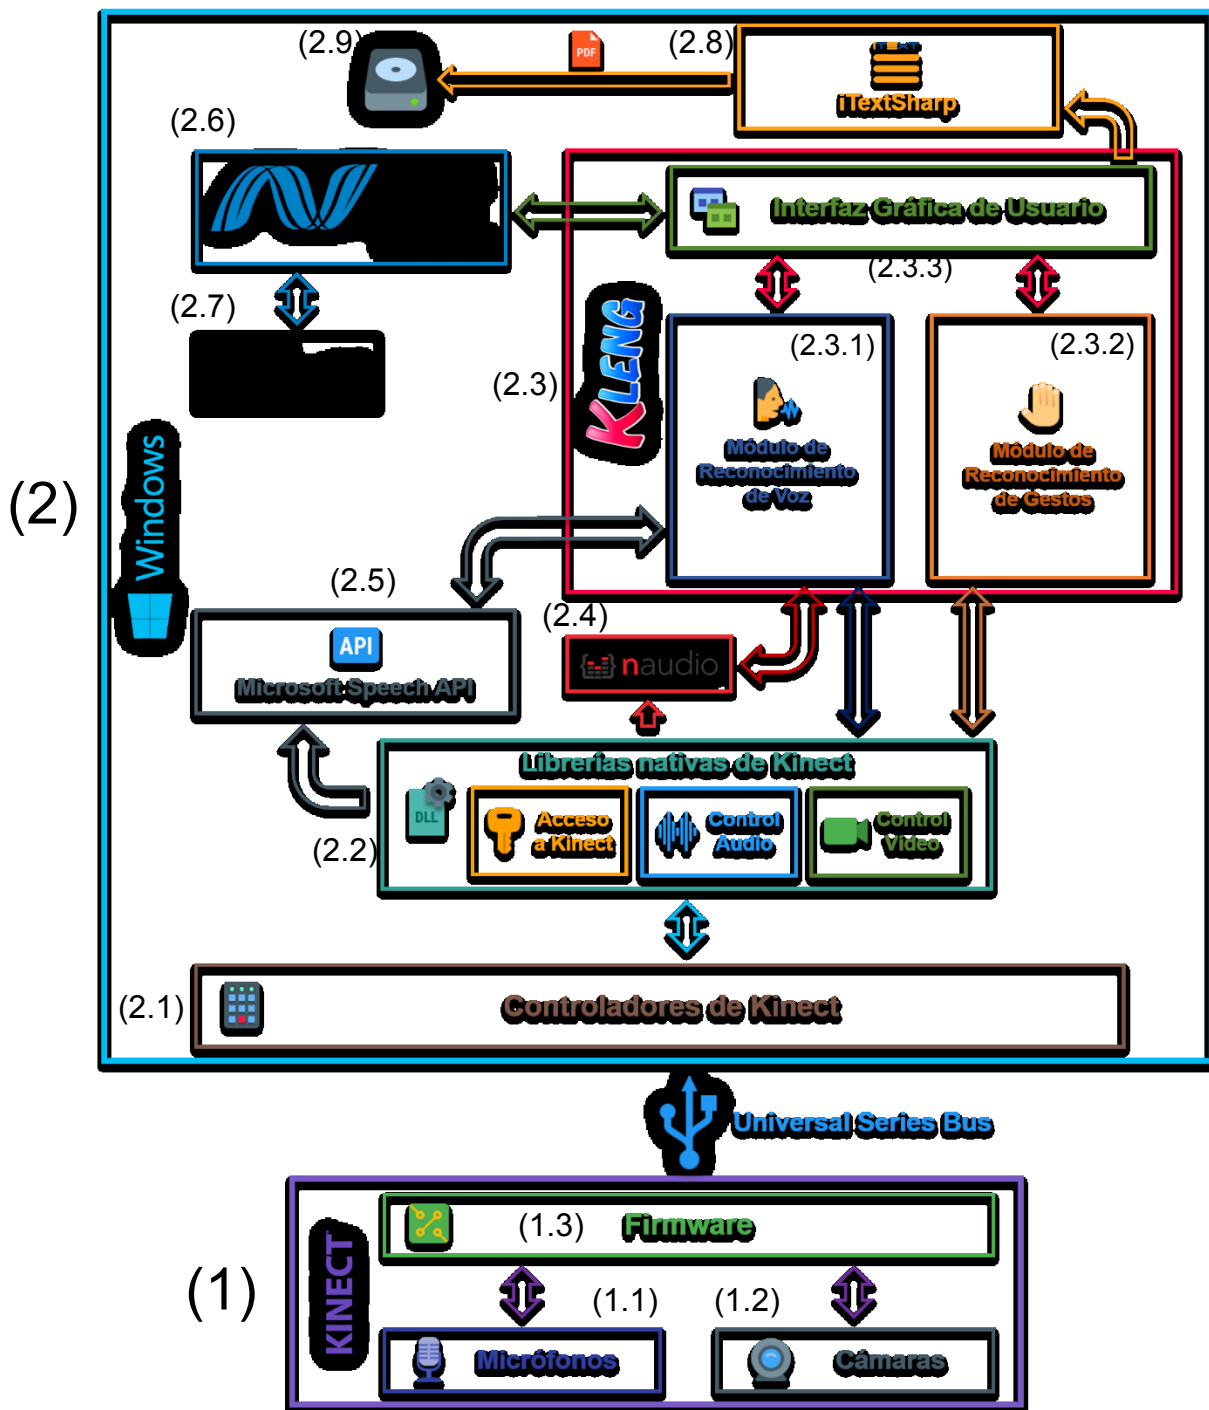 (2.9)
PDF
(2.8)
iTextSharp
(2.6)
Interfaz Gráfica de Usuario
(2.3.3)
(2.7)
(2.3)
KLENG
(2.3.1)
Módulo de
Reconocimiento
de Voz
(2.3.2)
Módulo de
Reconocimiento
de Gestos
(2)
Windows
(2.5)
API
Microsoft Speech API
(2.4)
naudio
Librerías nativas de Kinect
(2.2)
DLL
Acceso
a Kinect
Control
Audio
Control
Video
(2.1)
Controladores de Kinect
Universal Series Bus
(1)
KINECT
(1.3)
Firmware
(1.1)
(1.2)
Micrófonos
Cámaras